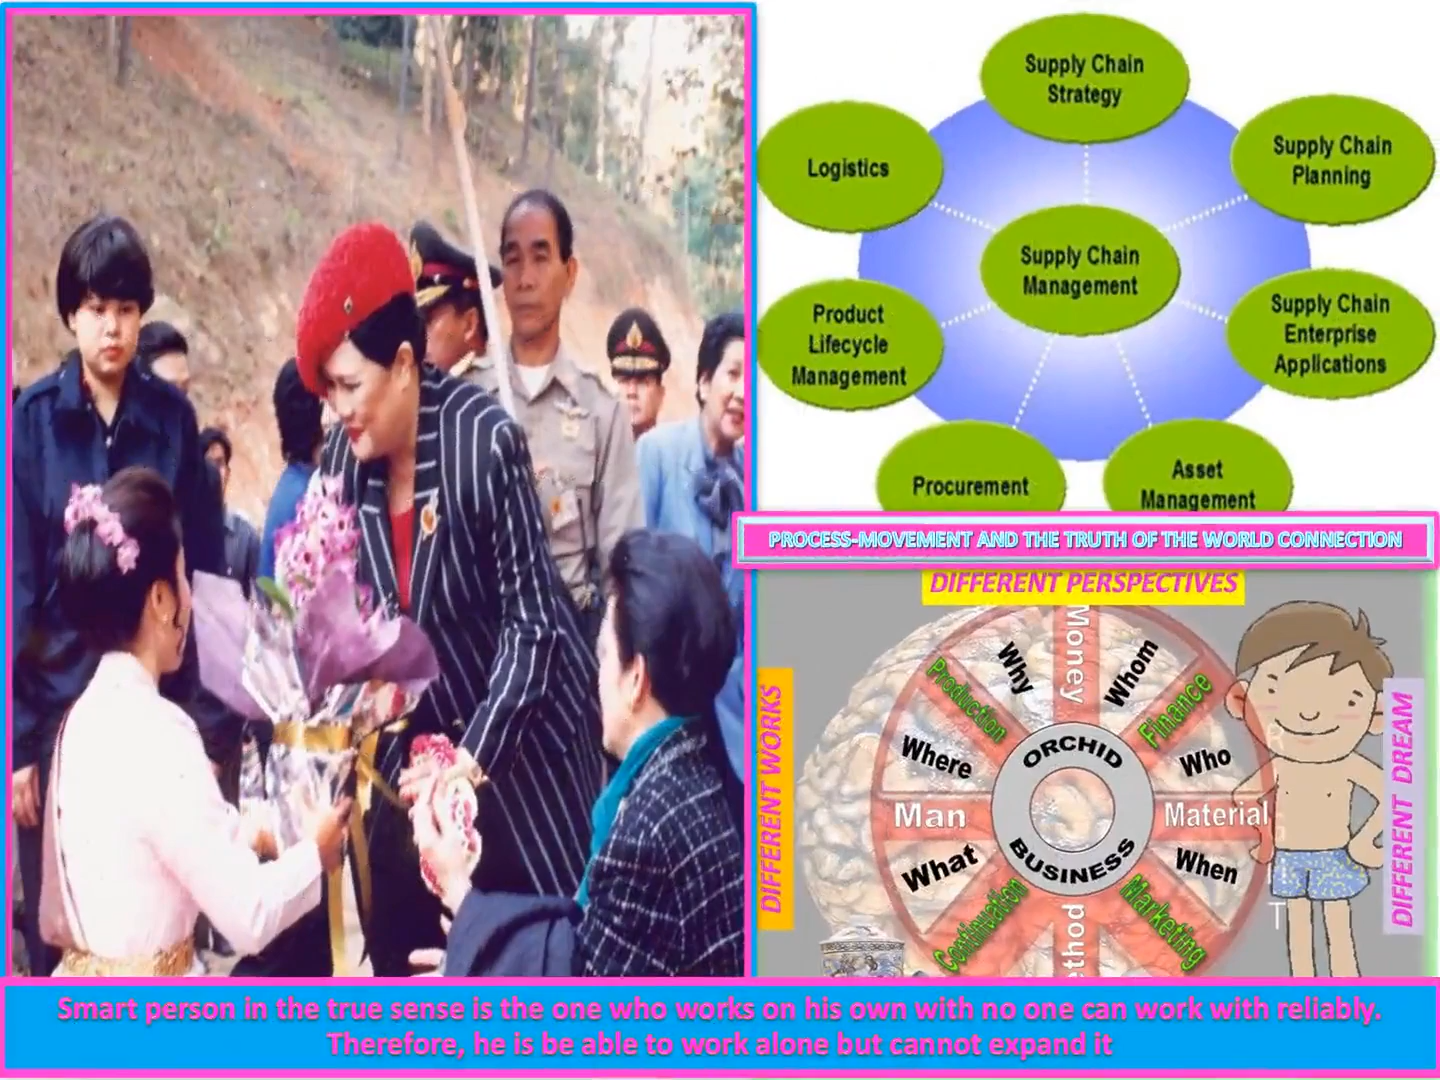 Supply Chain
Strategy
Logistics
Supply Chain
Planning
Supply Chain
Management
Product
Lifecycle
Management
Supply Chain
Enterprise
Applications
Procurement
Asset
Management
PROCESS-MOVEMENT AND THE TRUTH OF THE WORLD CONNECTION
DIFFERENT PERSPECTIVES
DIFFERENT WORKS
DIFFERENT DREAM
Money
Why
Whom
Production
Finance
Where
Who
ORCHID
BUSINESS
Man
Material
What
When
Continuation
Marketing
thod
Smart person in the true sense is the one who works on his own with no one can work with reliably.
Therefore, he is be able to work alone but cannot expand it